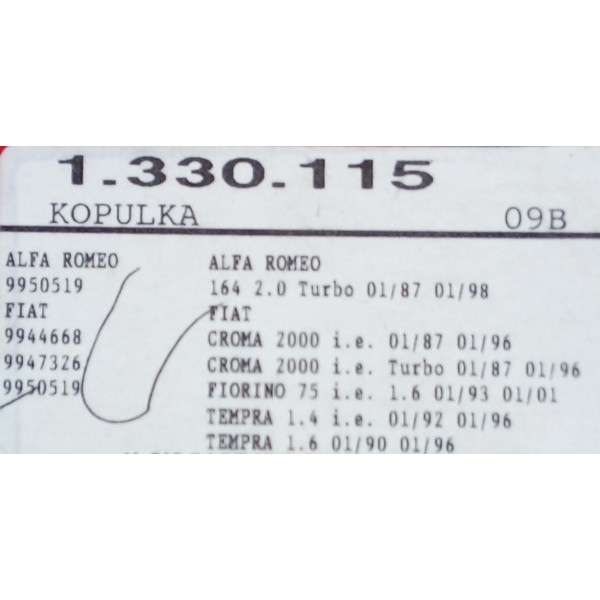 1.330.115
KOPULKA 09B
ALFA ROMEO
9950519
FIAT
9944668
9947326
9950519
ALFA ROMEO
164 2.0 Turbo 01/87 01/98
FIAT
CROMA 2000 i.e. 01/87 01/96
CROMA 2000 i.e. Turbo 01/87 01/96
FIORINO 75 i.e. 1.6 01/93 01/01
TEMPRA 1.4 i.e. 01/92 01/96
TEMPRA 1.6 01/90 01/96